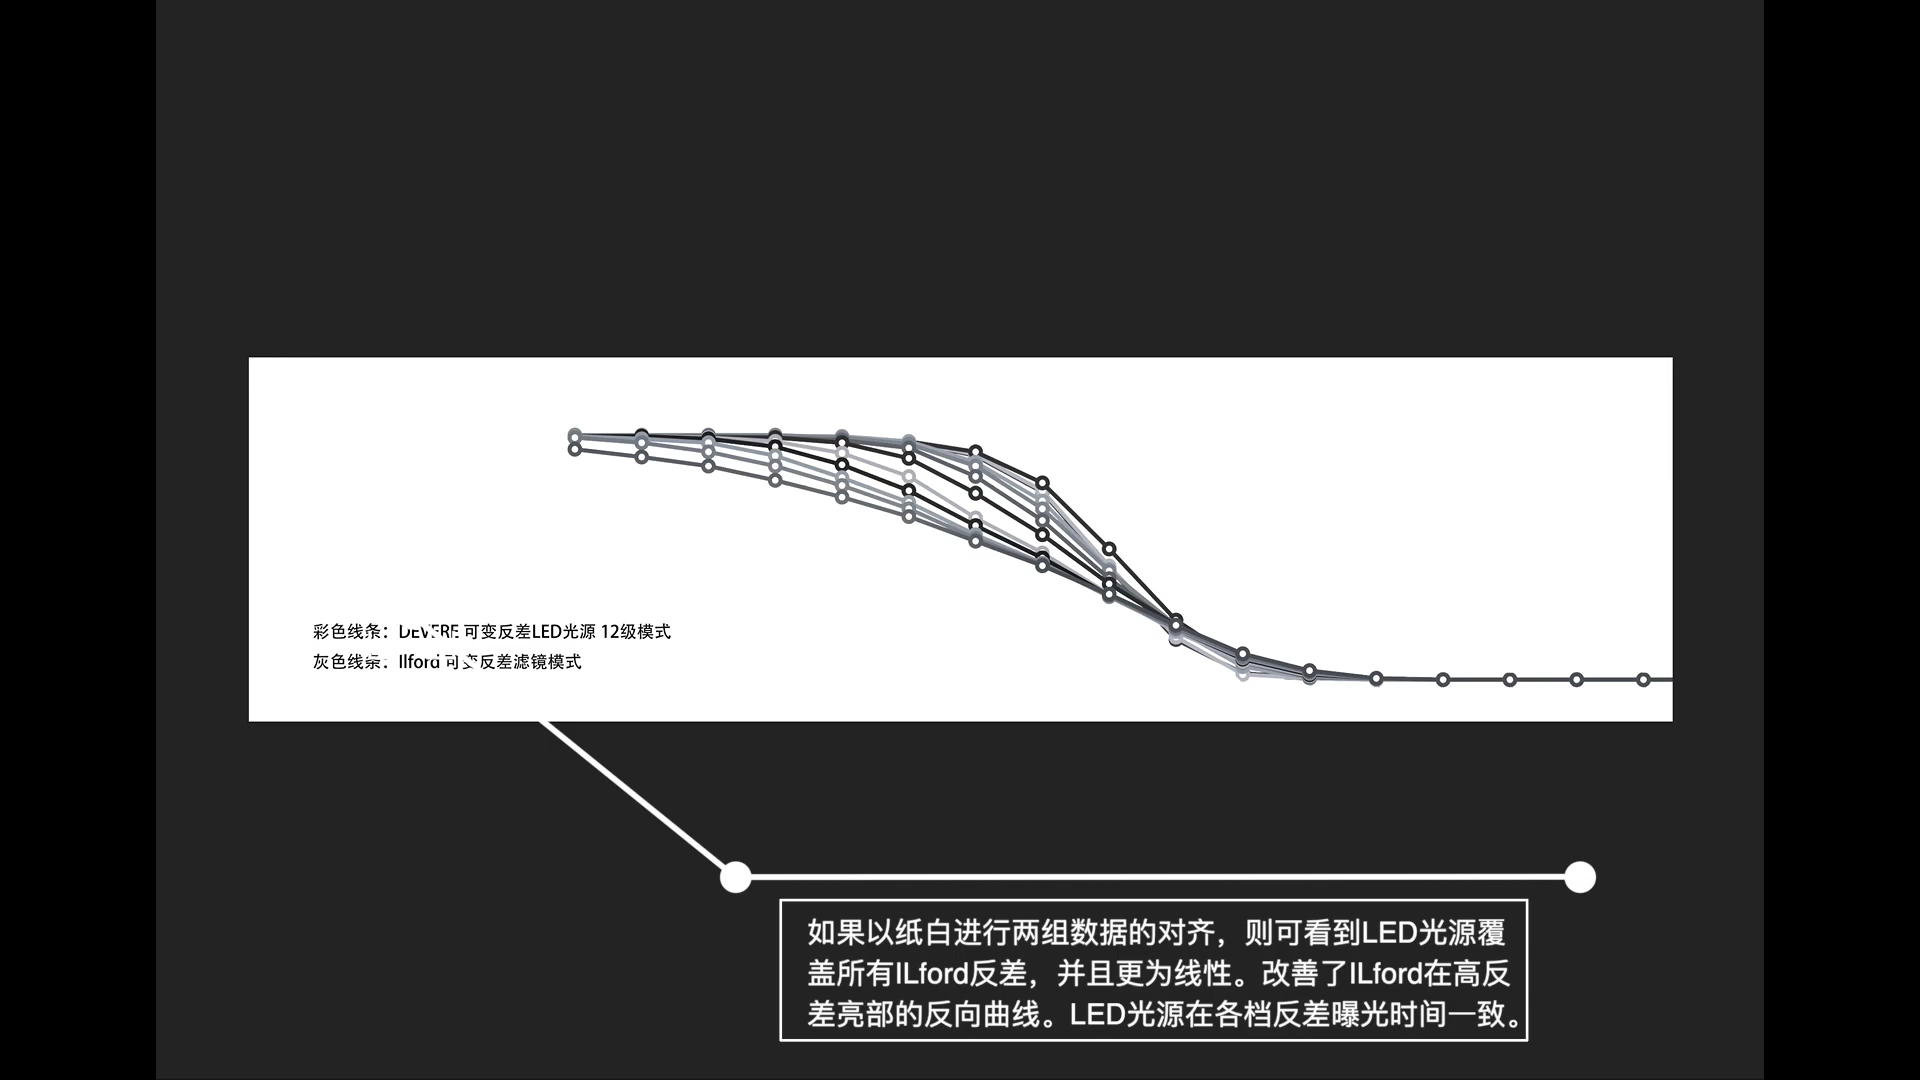 彩色线条：DEVERE 可变反差LED光源 12级模式
灰色线条：Ilford 可变反差滤镜模式
如果以纸白进行两组数据的对齐，则可看到LED光源覆
盖所有ILford反差，并且更为线性。改善了ILford在高反
差亮部的反向曲线。LED光源在各档反差曝光时间一致。